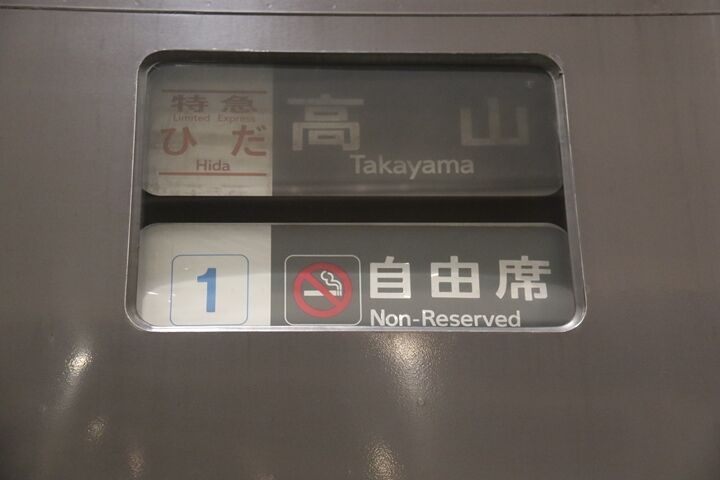 特急
Limited Express
ひだ
Hida
高山
Takayama
1
自由席
Non-Reserved